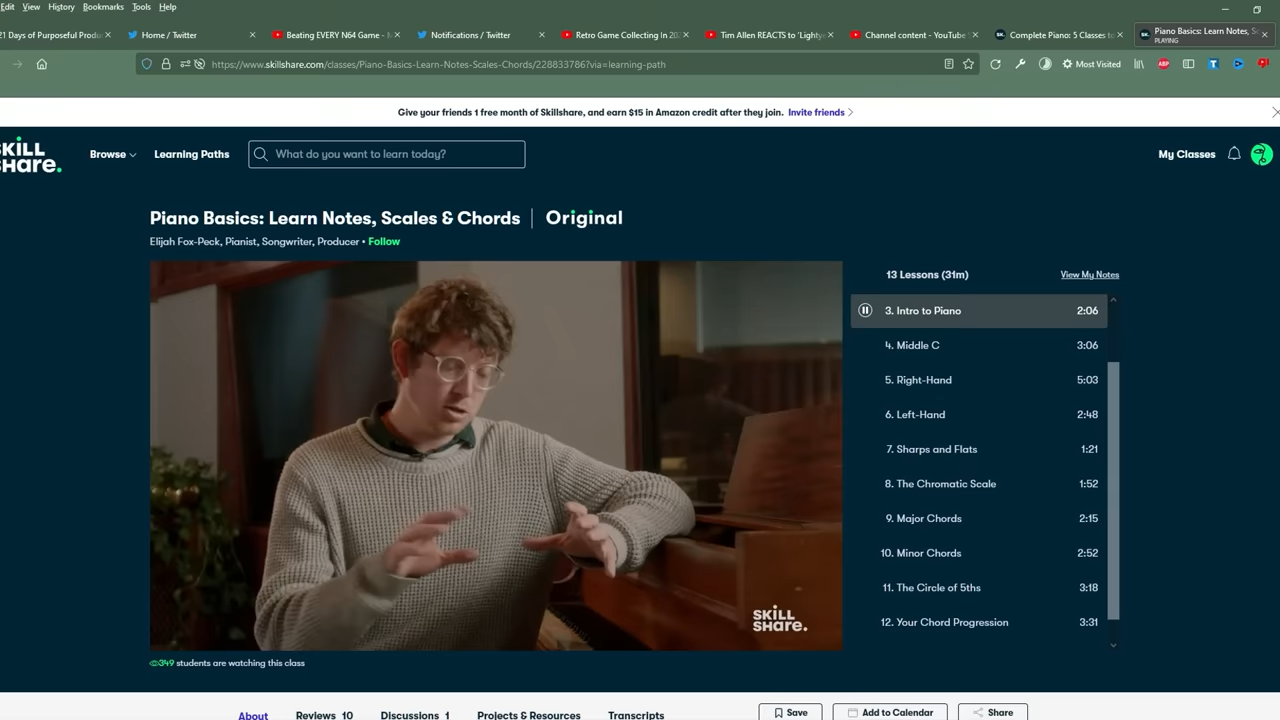 Edit View History Bookmarks Tools Help
21 Days of Purposeful Produ
Home / Twitter
Beating EVERY N64 Game - N
Notifications / Twitter
Retro Game Collecting In 202
Tim Allen REACTS to 'Lighty
Channel content - YouTube S
Complete Piano: 5 Classes to
Piano Basics: Learn Notes, Sc
PLAYING
https://www.skillshare.com/classes/Piano-Basics-Learn-Notes-Scales-Chords/228833786?via=learning-path
Most Visited
ABP
T
Give your friends 1 free month of Skillshare, and earn $15 in Amazon credit after they join. Invite friends
SKILL
SHARE.
Browse
Learning Paths
What do you want to learn today?
My Classes
Piano Basics: Learn Notes, Scales & Chords
Original
Elijah Fox-Peck, Pianist, Songwriter, Producer • Follow
13 Lessons (31m)
View My Notes
3. Intro to Piano 2:06
4. Middle C 3:06
5. Right-Hand 5:03
6. Left-Hand 2:48
7. Sharps and Flats 1:21
8. The Chromatic Scale 1:52
9. Major Chords 2:15
10. Minor Chords 2:52
11. The Circle of 5ths 3:18
12. Your Chord Progression 3:31
SKILL
SHARE.
349 students are watching this class
About
Reviews 10
Discussions 1
Projects & Resources
Transcripts
Save
Add to Calendar
Share